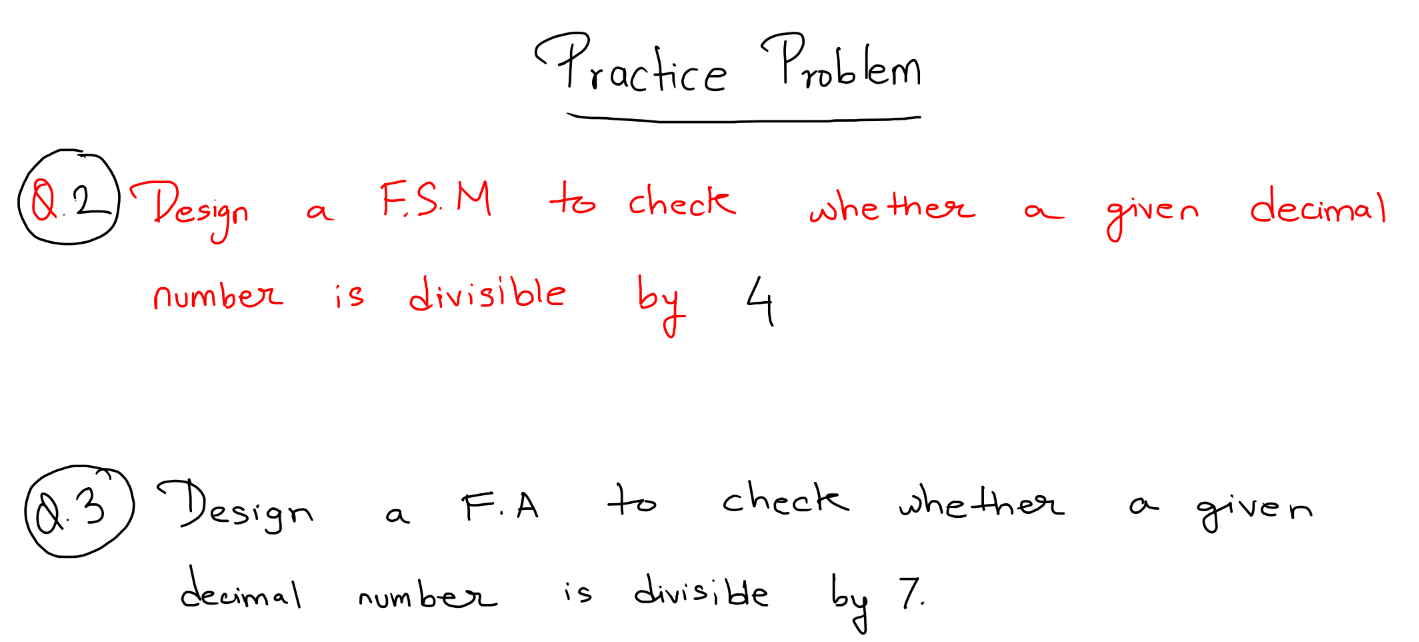 Practice Problem
Q.2 Design a F.S.M to check whether a given decimal
number is divisible by 4
Q.3 Design a F.A to check whether a given
decimal number is divisible by 7.